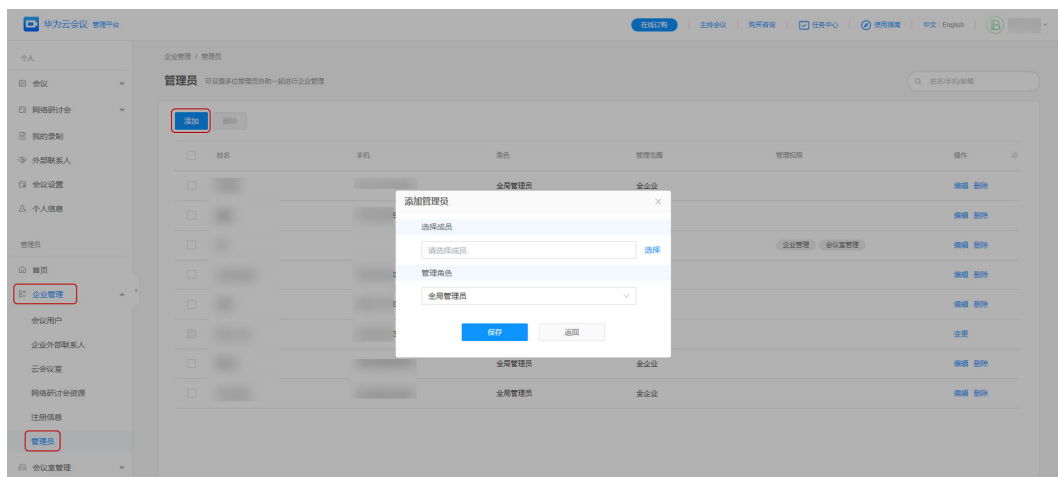 华为云会议 管理平台
在线订购 主持会议 购买咨询 任务中心 使用指南 中文 English B
个人
会议
网络研讨会
我的录制
外部联系人
会议设置
个人信息
管理员
首页
企业管理
会议用户
企业外部联系人
云会议室
网络研讨会资源
注册信息
管理员
会议室管理
企业管理 / 管理员
管理员 可设置多位管理员协助一起进行企业管理
姓名/手机/邮箱
添加 删除
姓名 手机 角色 管理范围 管理权限 操作
全局管理员 全企业 编辑 删除
编辑 删除
企业管理 会议室管理 编辑 删除
编辑 删除
编辑 删除
变更
全局管理员 全企业 编辑 删除
全局管理员 全企业 编辑 删除
添加管理员
选择成员
请选择成员 选择
管理角色
全局管理员
保存 返回